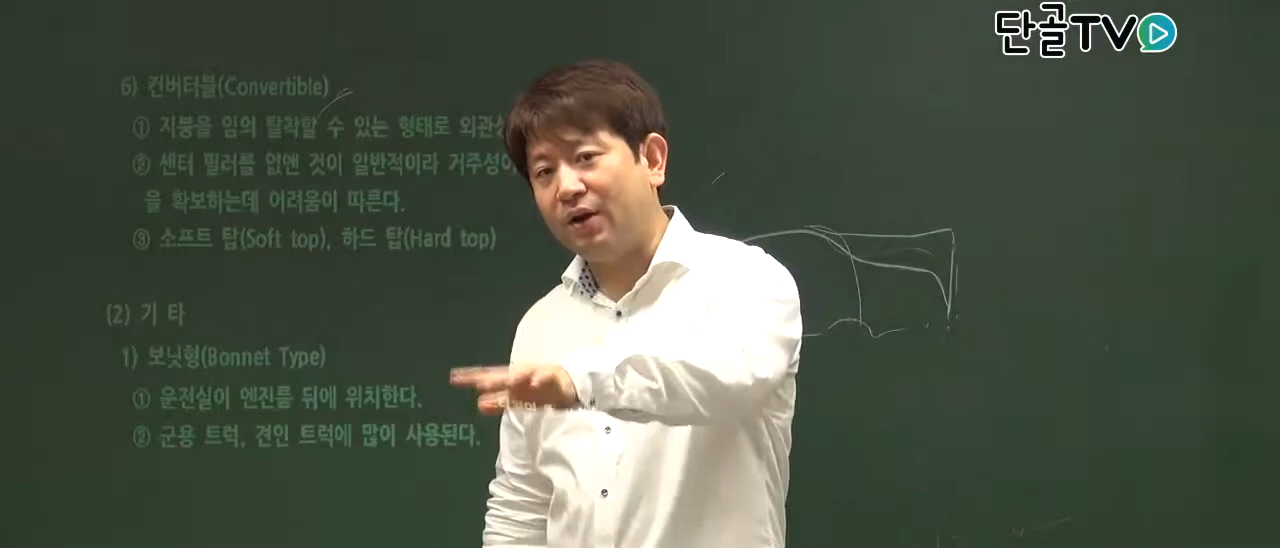 단골TV
6) 컨버터블(Convertible)
① 지붕을 임의 탈착할 수 있는 형태로 외관상
② 센터 필러를 없앤 것이 일반적이라 거주성이
을 확보하는데 어려움이 따른다.
③ 소프트 탑(Soft top), 하드 탑(Hard top)
(2) 기 타
1) 보닛형(Bonnet Type)
① 운전실이 엔진룸 뒤에 위치한다.
② 군용 트럭, 견인 트럭에 많이 사용된다.